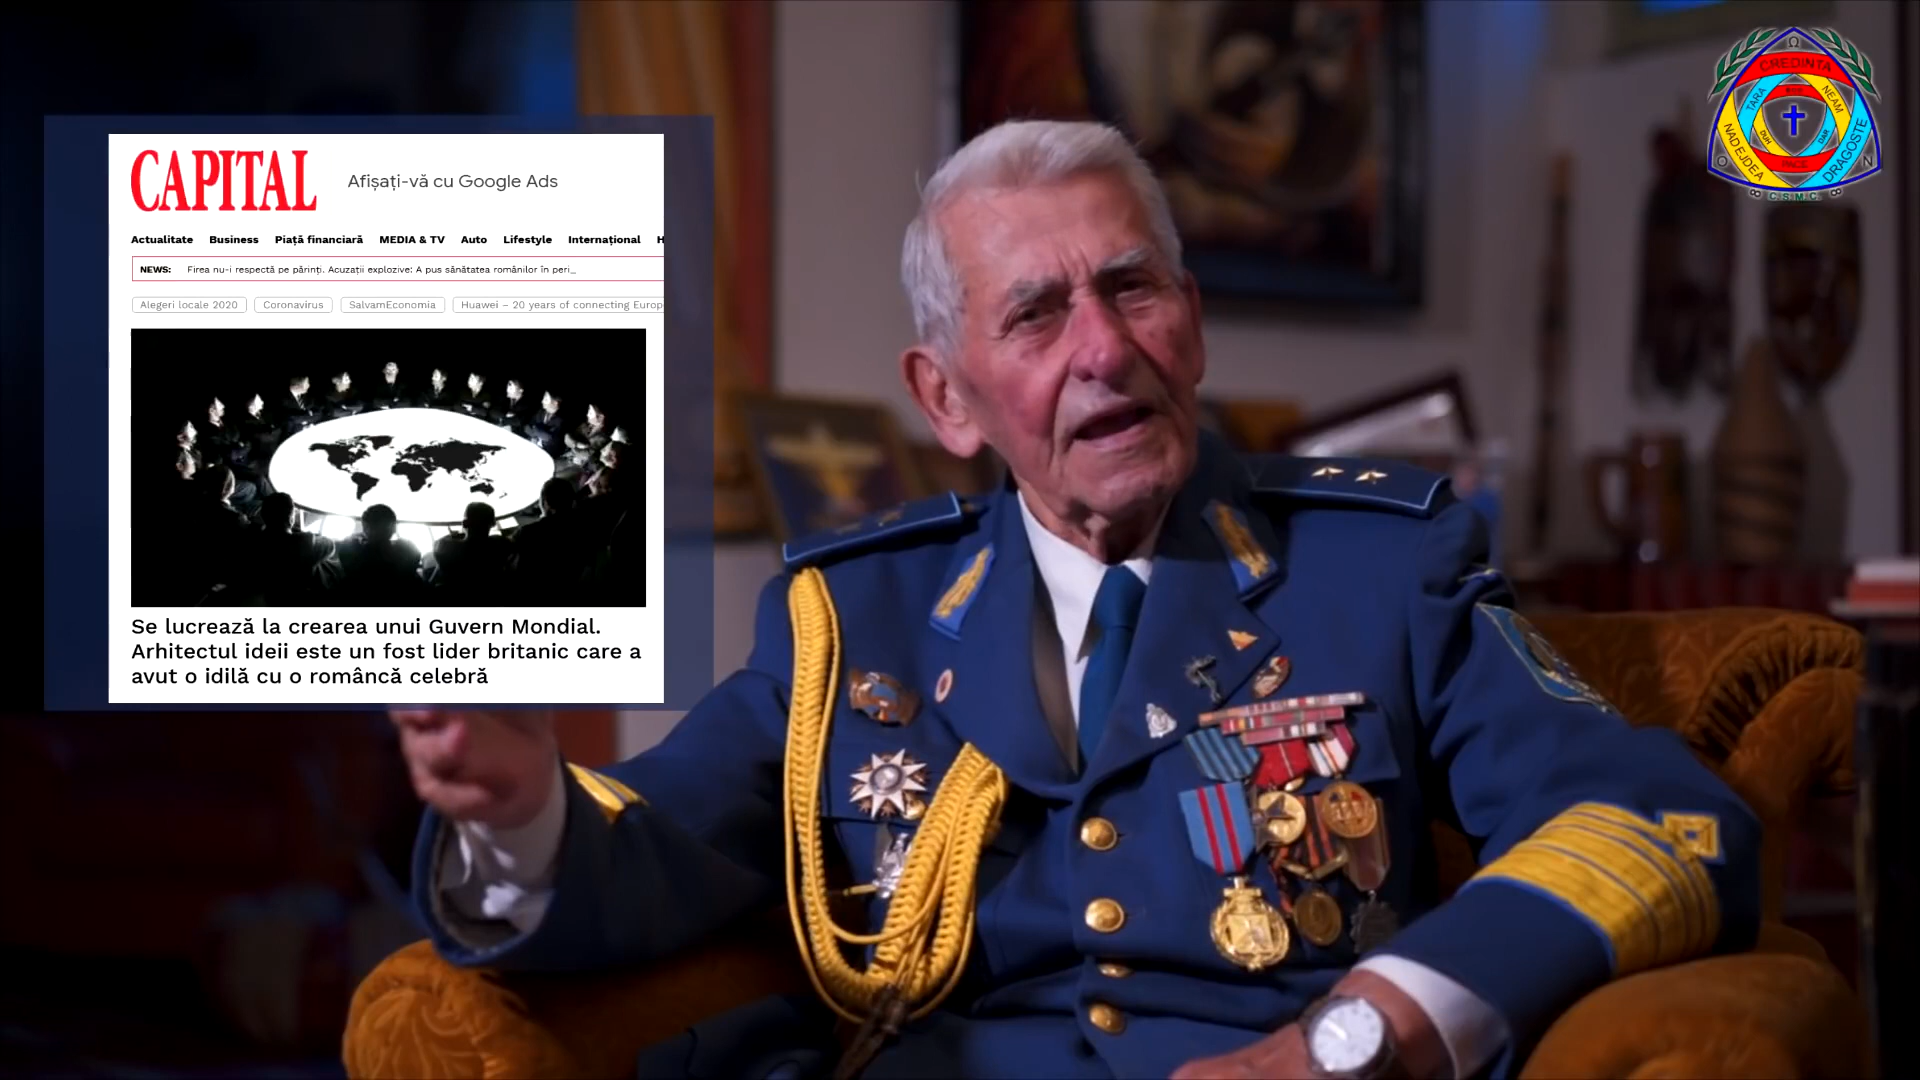 CAPITAL
Afișați-vă cu Google Ads
Actualitate Business Piață financiară MEDIA & TV Auto Lifestyle Internațional H
NEWS: Firea nu-i respectă pe părinți. Acuzații explozive: A pus sănătatea românilor în peri_
Alegeri locale 2020 Coronavirus SalvamEconomia Huawei – 20 years of connecting Europ
Se lucrează la crearea unui Guvern Mondial.
Arhitectul ideii este un fost lider britanic care a
avut o idilă cu o româncă celebră
Ω
CREDINTA
TARA NEAM
NADEJDEA DRAGOSTE
DUH DAR
PACE
O N
C.S.M.C.